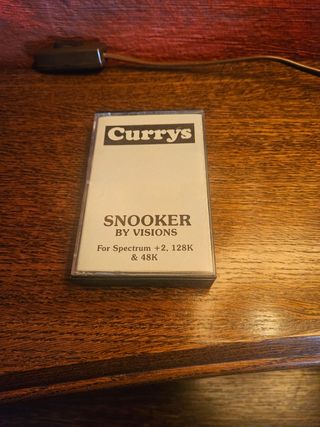 Currys
SNOOKER
BY VISIONS
For Spectrum +2, 128K
& 48K